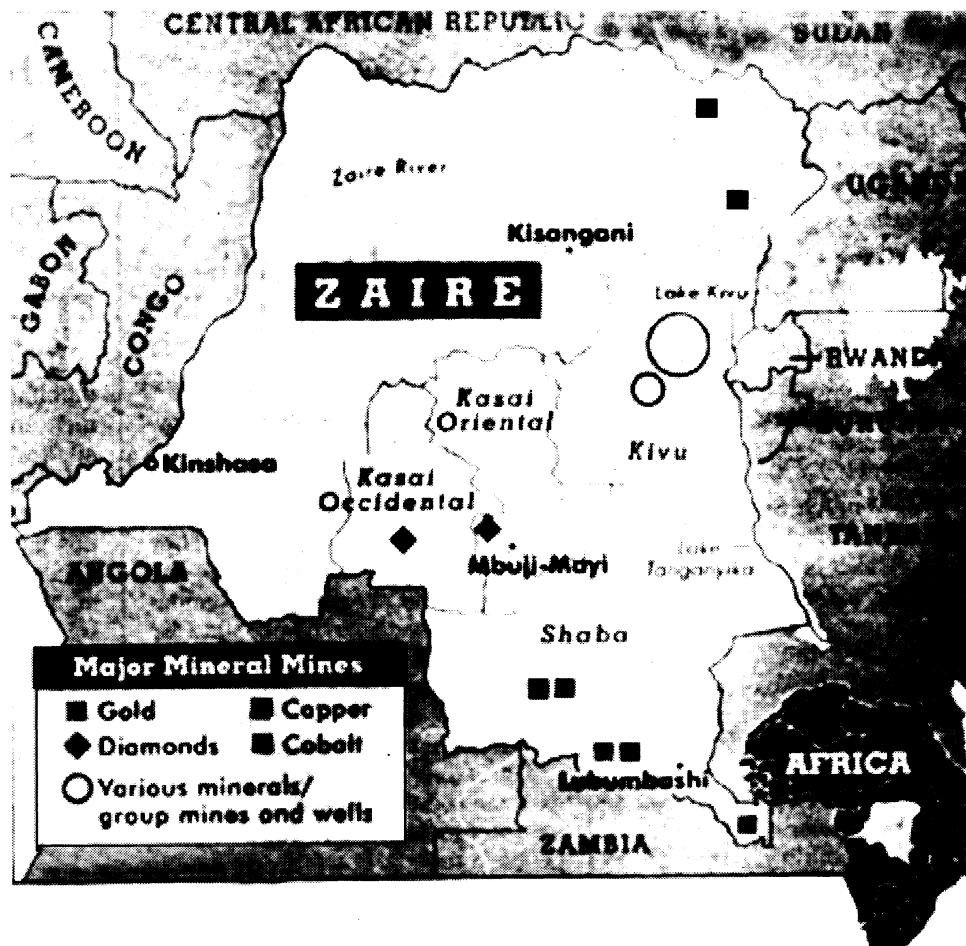 CENTRAL AFRICAN REPUBLIC
SUDAN
CAMEROON
Zaire River
UGANDA
Kisangani
GABON
CONGO
ZAIRE
Lake Kivu
RWANDA
Kasai
Oriental
Kivu
Kinshasa
Kasai
Occidental
ANGOLA
Mbuji-Mayi
Lake
Tanganyika
Shaba
Major Mineral Mines
Gold
Copper
Diamonds
Cobalt
Various minerals/
group mines and wells
Lubumbashi
AFRICA
ZAMBIA